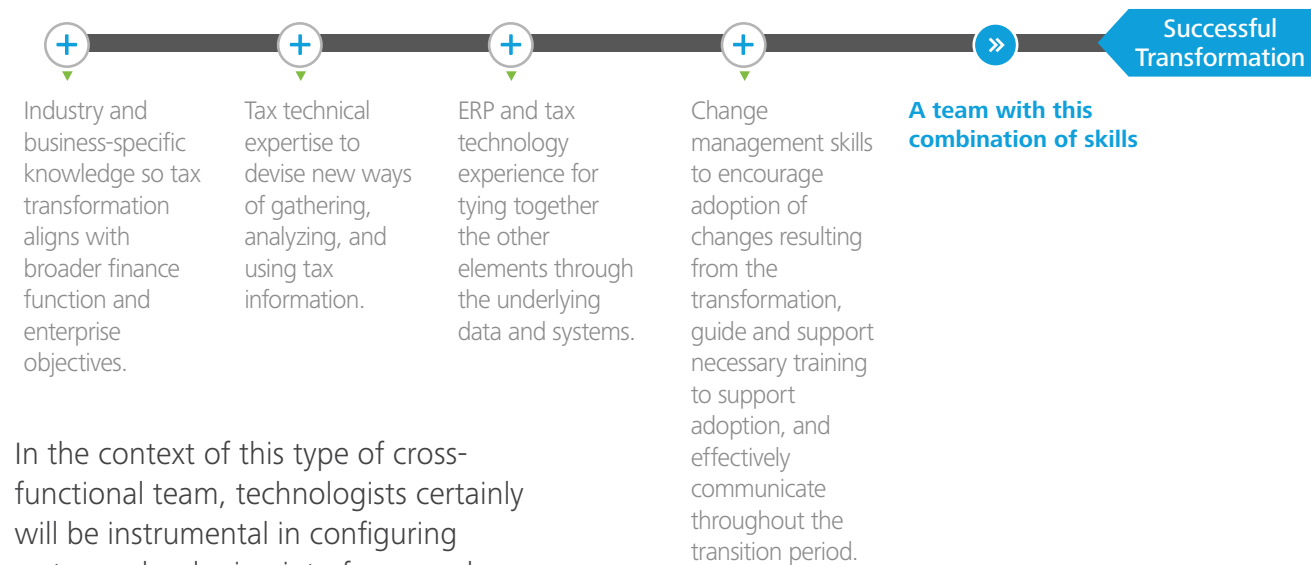 Successful
Transformation
Industry and
business-specific
knowledge so tax
transformation
aligns with
broader finance
function and
enterprise
objectives.
Tax technical
expertise to
devise new ways
of gathering,
analyzing, and
using tax
information.
ERP and tax
technology
experience for
tying together
the other
elements through
the underlying
data and systems.
Change
management skills
to encourage
adoption of
changes resulting
from the
transformation,
guide and support
necessary training
to support
adoption, and
effectively
communicate
throughout the
transition period.
A team with this
combination of skills
In the context of this type of cross-
functional team, technologists certainly
will be instrumental in configuring